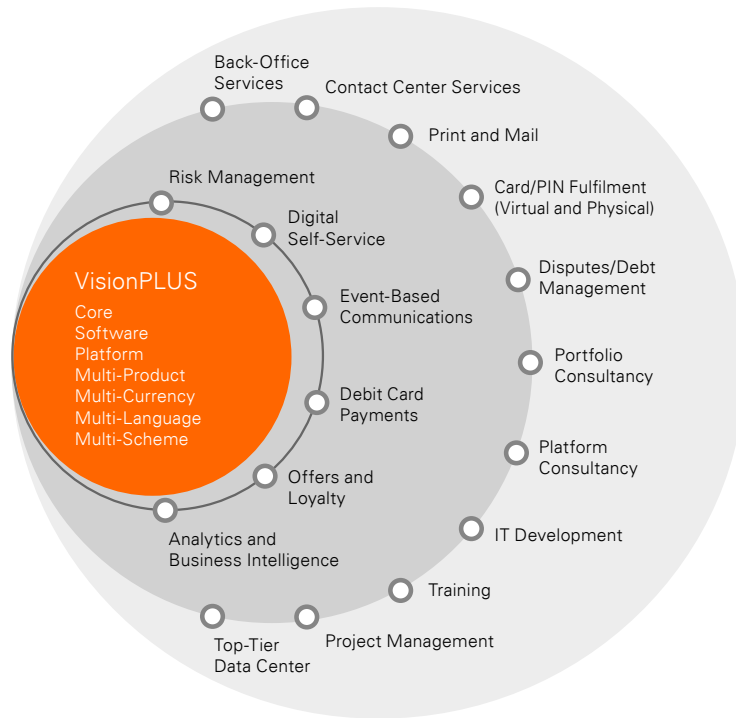 Back-Office
Services
Contact Center Services
Print and Mail
Risk Management
Card/PIN Fulfilment
(Virtual and Physical)
Digital
Self-Service
Disputes/Debt
Management
VisionPLUS
Core
Software
Platform
Multi-Product
Multi-Currency
Multi-Language
Multi-Scheme
Event-Based
Communications
Portfolio
Consultancy
Debit Card
Payments
Platform
Consultancy
Offers and
Loyalty
IT Development
Analytics and
Business Intelligence
Training
Project Management
Top-Tier
Data Center